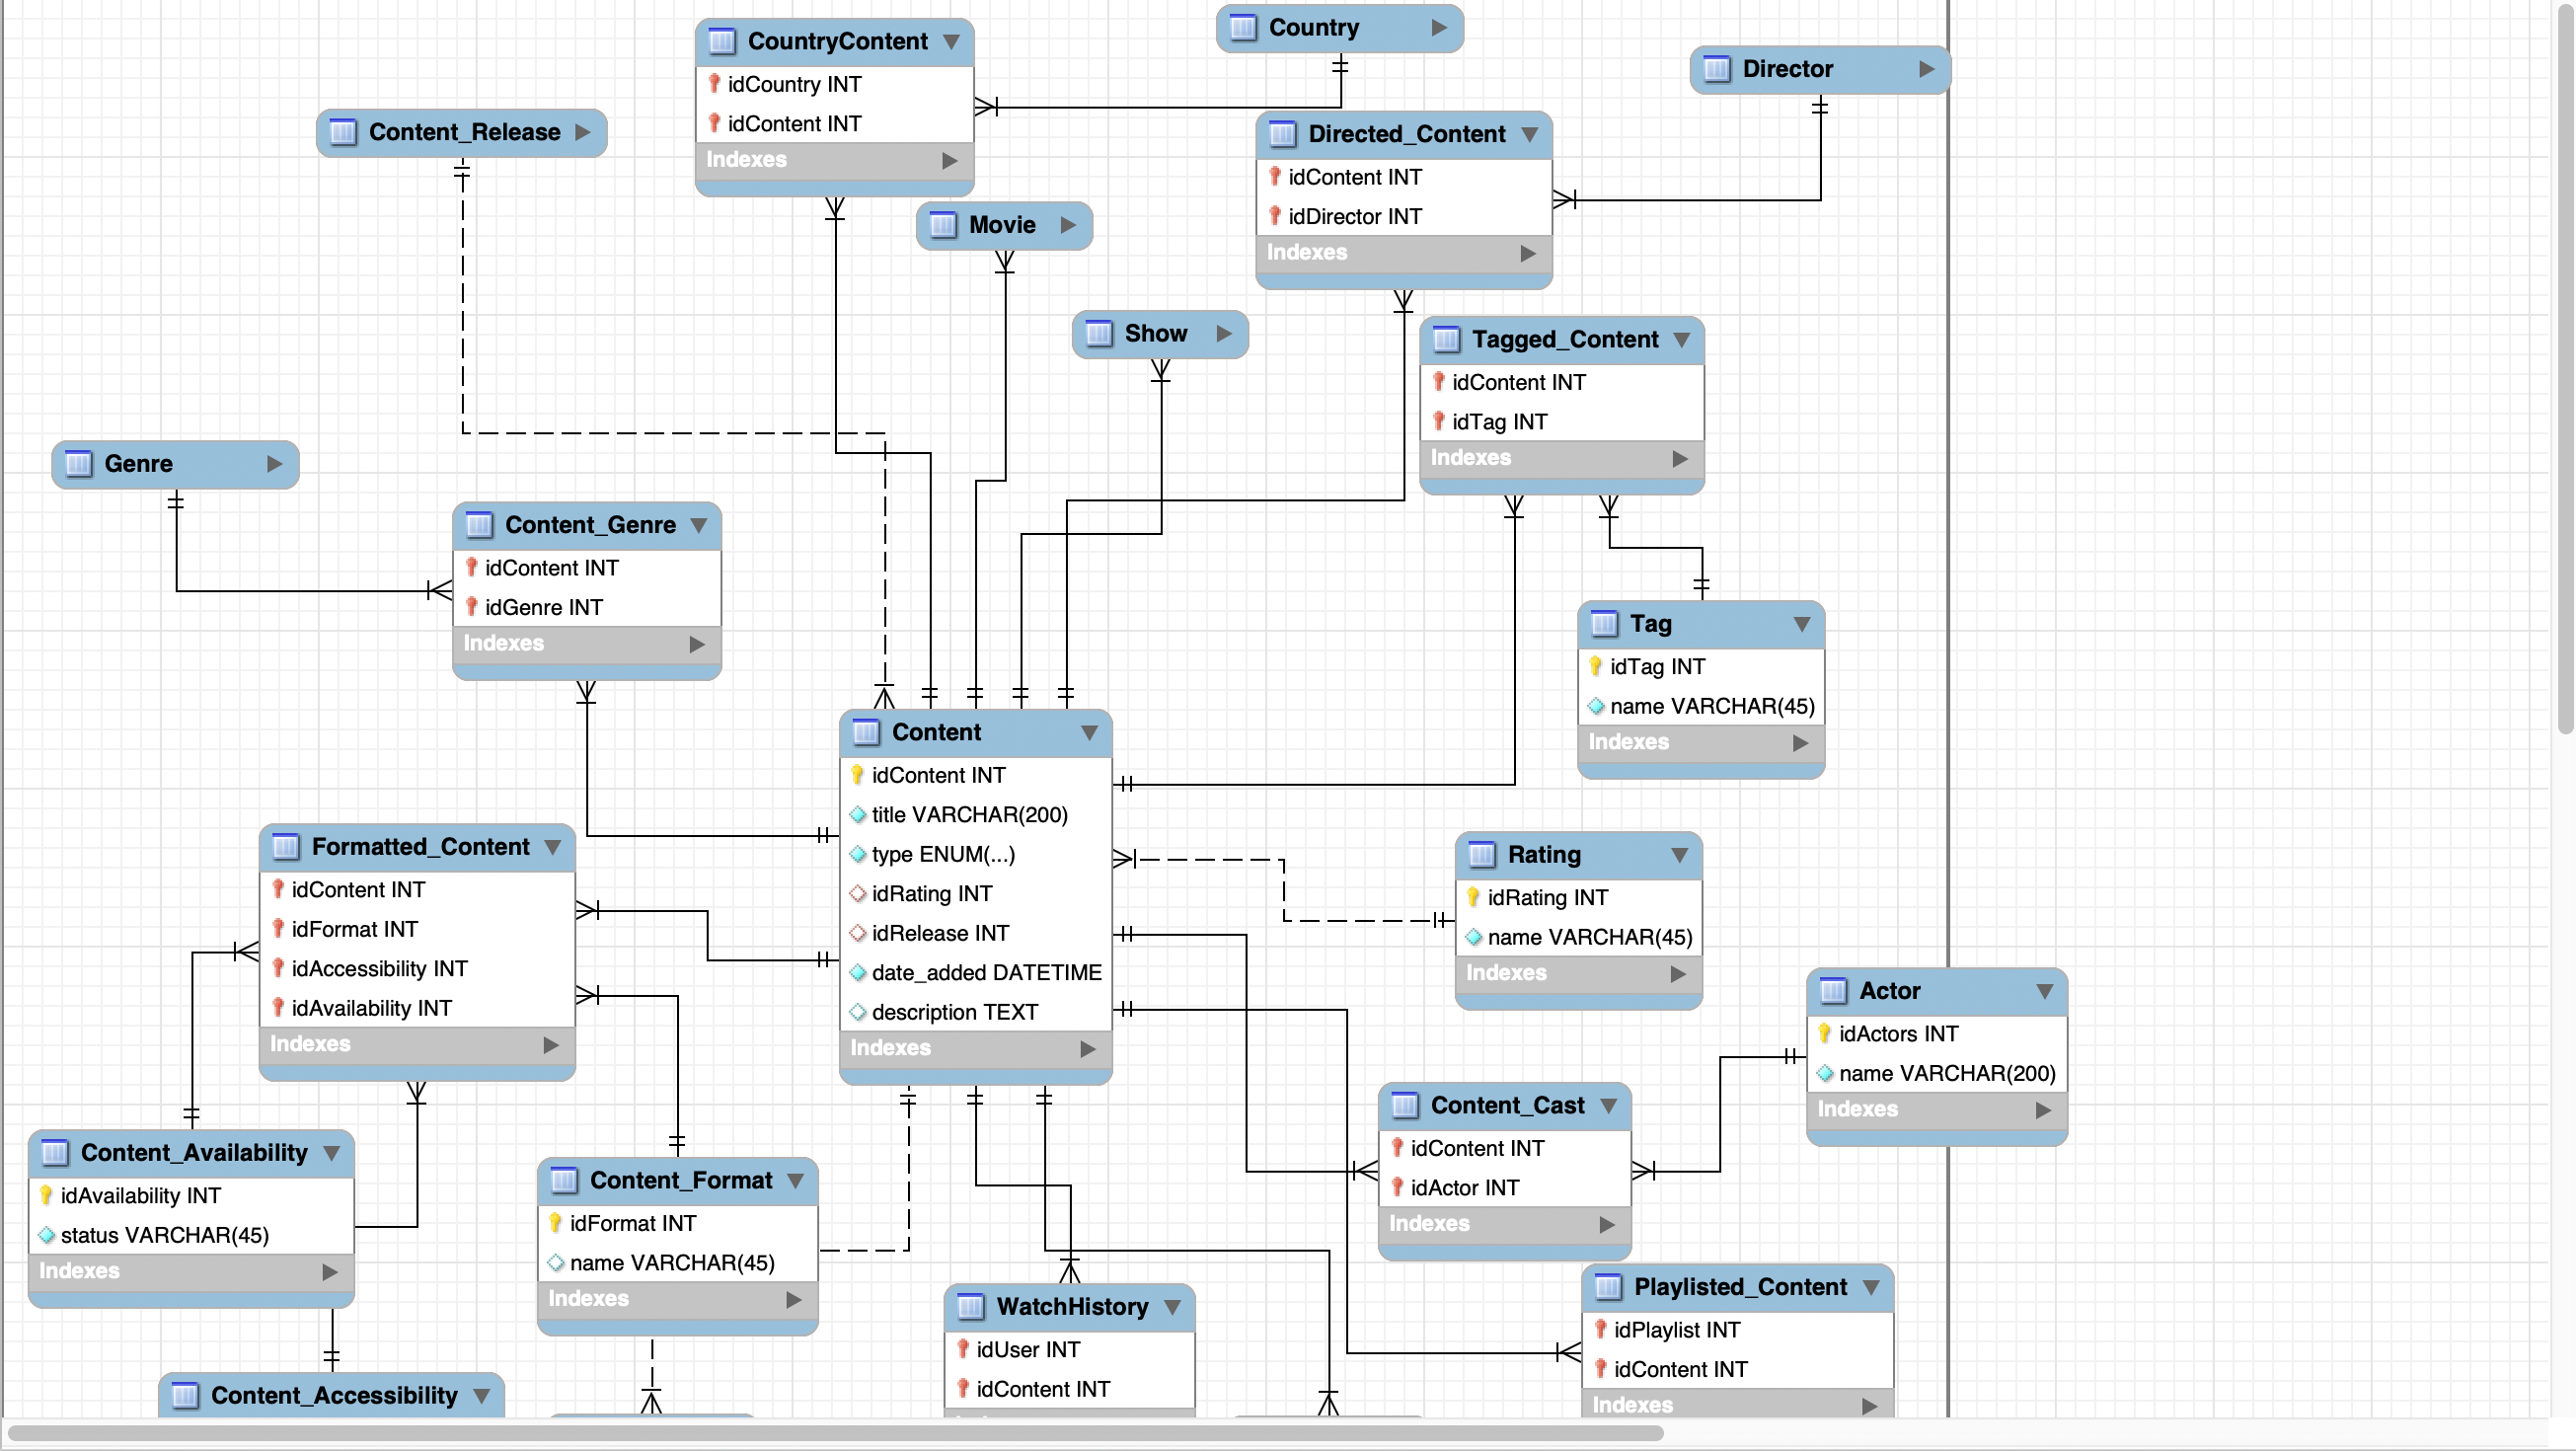 CountryContent
idCountry INT
idContent INT
Indexes
Country
Director
Content_Release
Directed_Content
idContent INT
idDirector INT
Indexes
Movie
Show
Tagged_Content
idContent INT
idTag INT
Indexes
Genre
Content_Genre
idContent INT
idGenre INT
Indexes
Tag
idTag INT
name VARCHAR(45)
Indexes
Content
idContent INT
title VARCHAR(200)
type ENUM(...)
idRating INT
idRelease INT
date_added DATETIME
description TEXT
Indexes
Formatted_Content
idContent INT
idFormat INT
idAccessibility INT
idAvailability INT
Indexes
Rating
idRating INT
name VARCHAR(45)
Indexes
Actor
idActors INT
name VARCHAR(200)
Indexes
Content_Cast
idContent INT
idActor INT
Indexes
Content_Availability
idAvailability INT
status VARCHAR(45)
Indexes
Content_Format
idFormat INT
name VARCHAR(45)
Indexes
WatchHistory
idUser INT
idContent INT
Playlisted_Content
idPlaylist INT
idContent INT
Indexes
Content_Accessibility